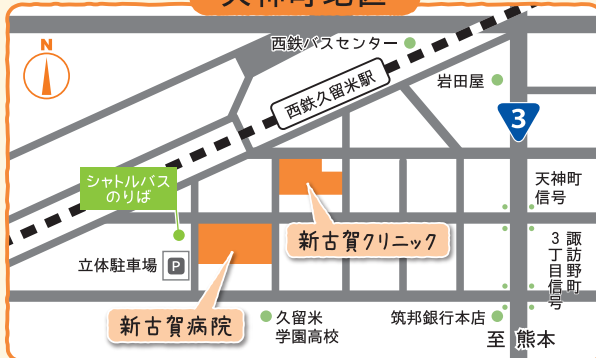 天神町地区
N
西鉄バスセンター
岩田屋
西鉄久留米駅
3
シャトルバス
のりば
天神町
信号
新古賀クリニック
諏訪野町
3丁目信号
立体駐車場
P
新古賀病院
久留米
学園高校
筑邦銀行本店
至 熊本